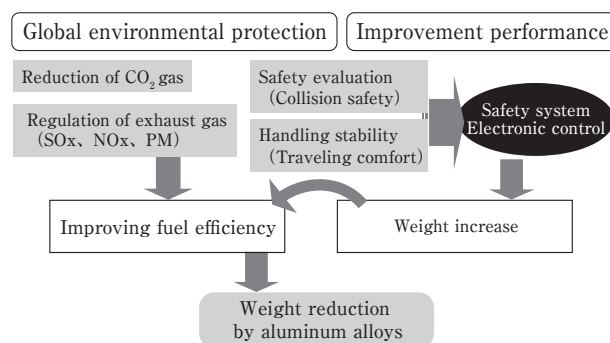 Global environmental protection
Improvement performance
Reduction of CO₂ gas
Regulation of exhaust gas
(SOx、NOx、PM)
Safety evaluation
(Collision safety)
Handling stability
(Traveling comfort)
Safety system
Electronic control
Improving fuel efficiency
Weight increase
Weight reduction
by aluminum alloys